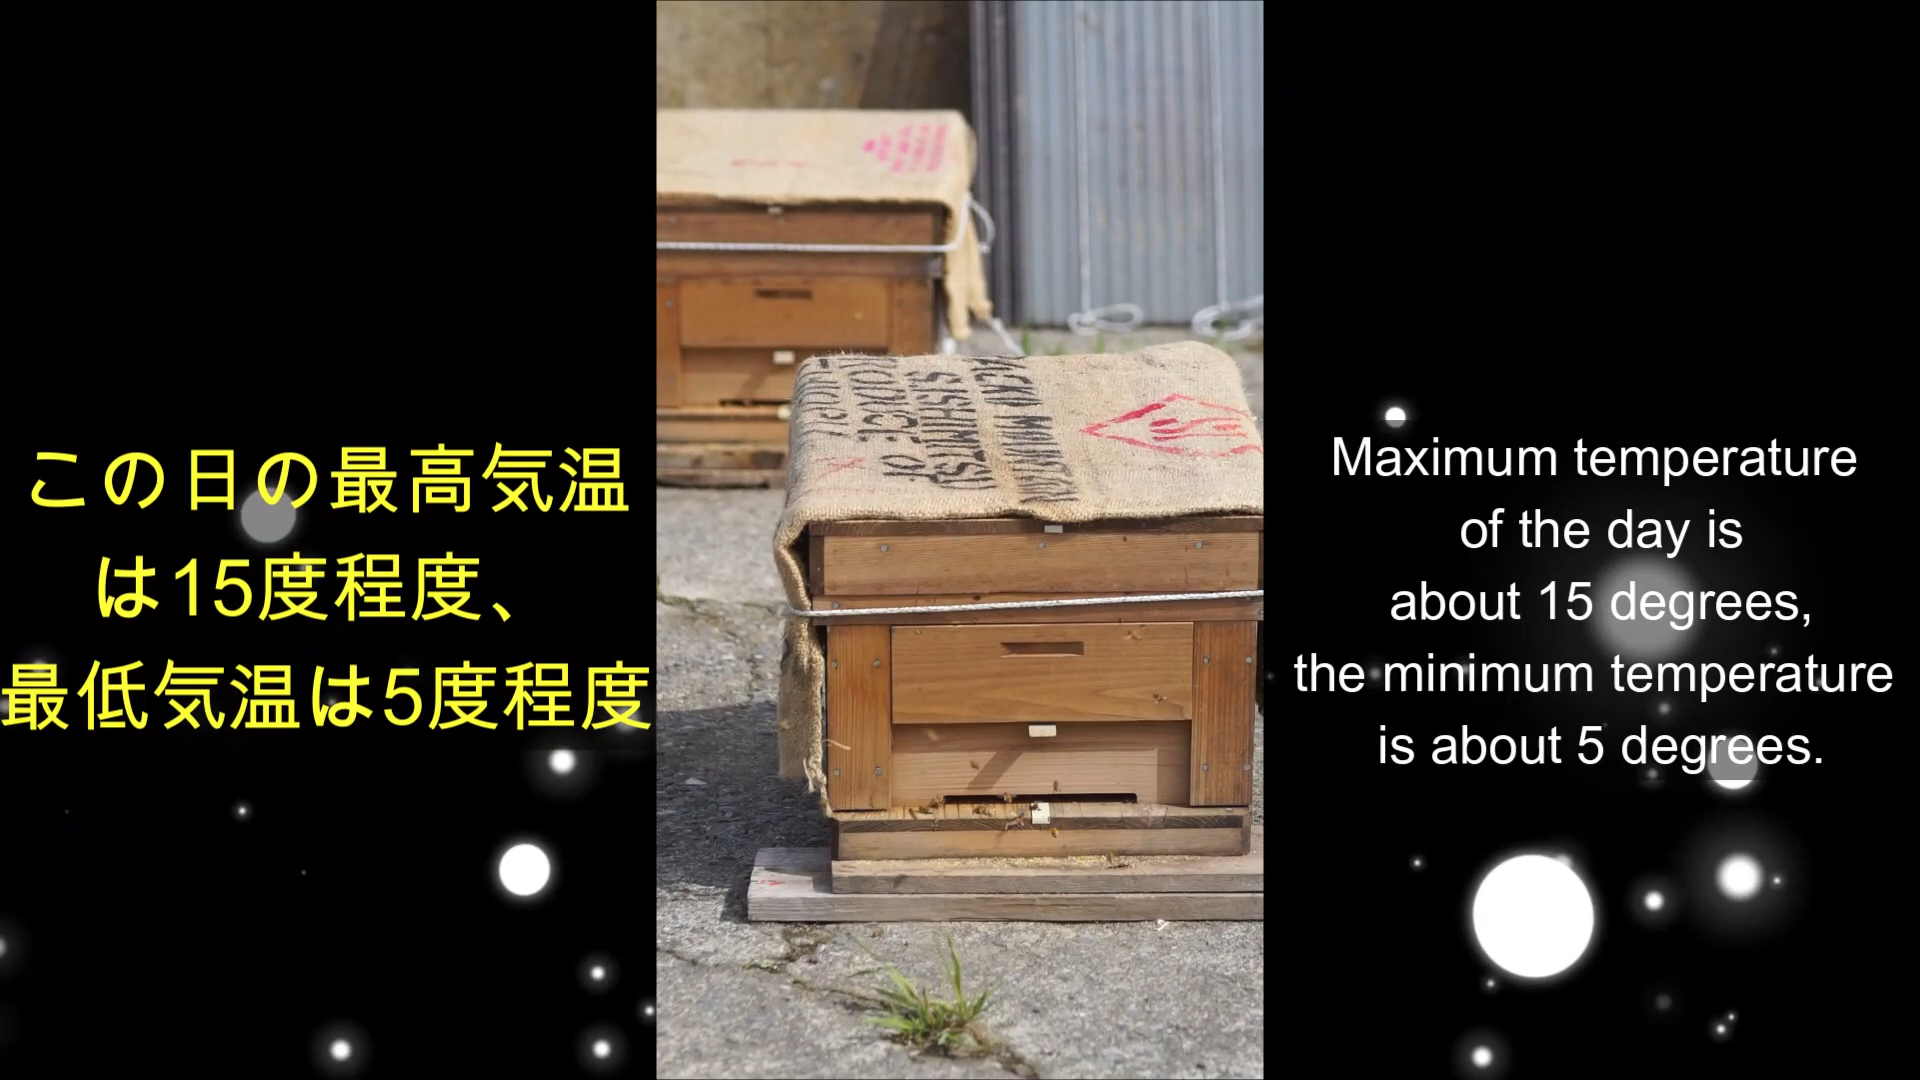 この日の最高気温
は15度程度、
最低気温は5度程度
Maximum temperature
of the day is
about 15 degrees,
the minimum temperature
is about 5 degrees.